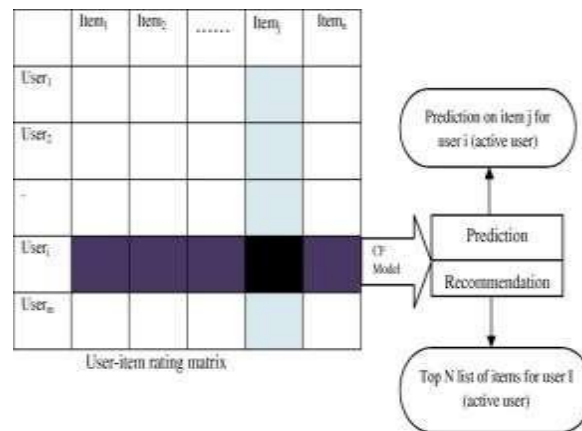 Item₁ Item₂ ...... Itemⱼ Itemₙ
User₁
User₂
.
Userᵢ
Userₘ
User-item rating matrix
CF
Model
Prediction on item j for
user i (active user)
Prediction
Recommendation
Top N list of items for user I
(active user)